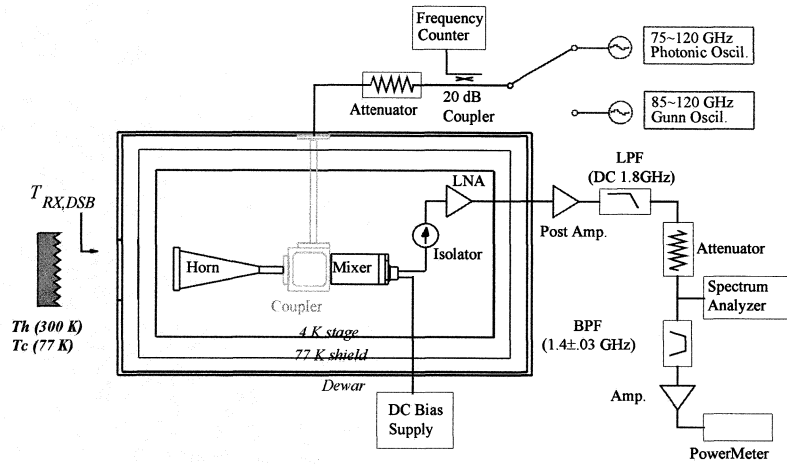 Frequency
Counter
75~120 GHz
Photonic Oscil.
Attenuator
20 dB
Coupler
85~120 GHz
Gunn Oscil.
LPF
(DC 1.8GHz)
LNA
T RX,DSB
Post Amp.
Isolator
Attenuator
Horn
Mixer
Coupler
Spectrum
Analyzer
Th (300 K)
Tc (77 K)
4 K stage
77 K shield
Dewar
BPF
(1.4±.03 GHz)
Amp.
DC Bias
Supply
PowerMeter